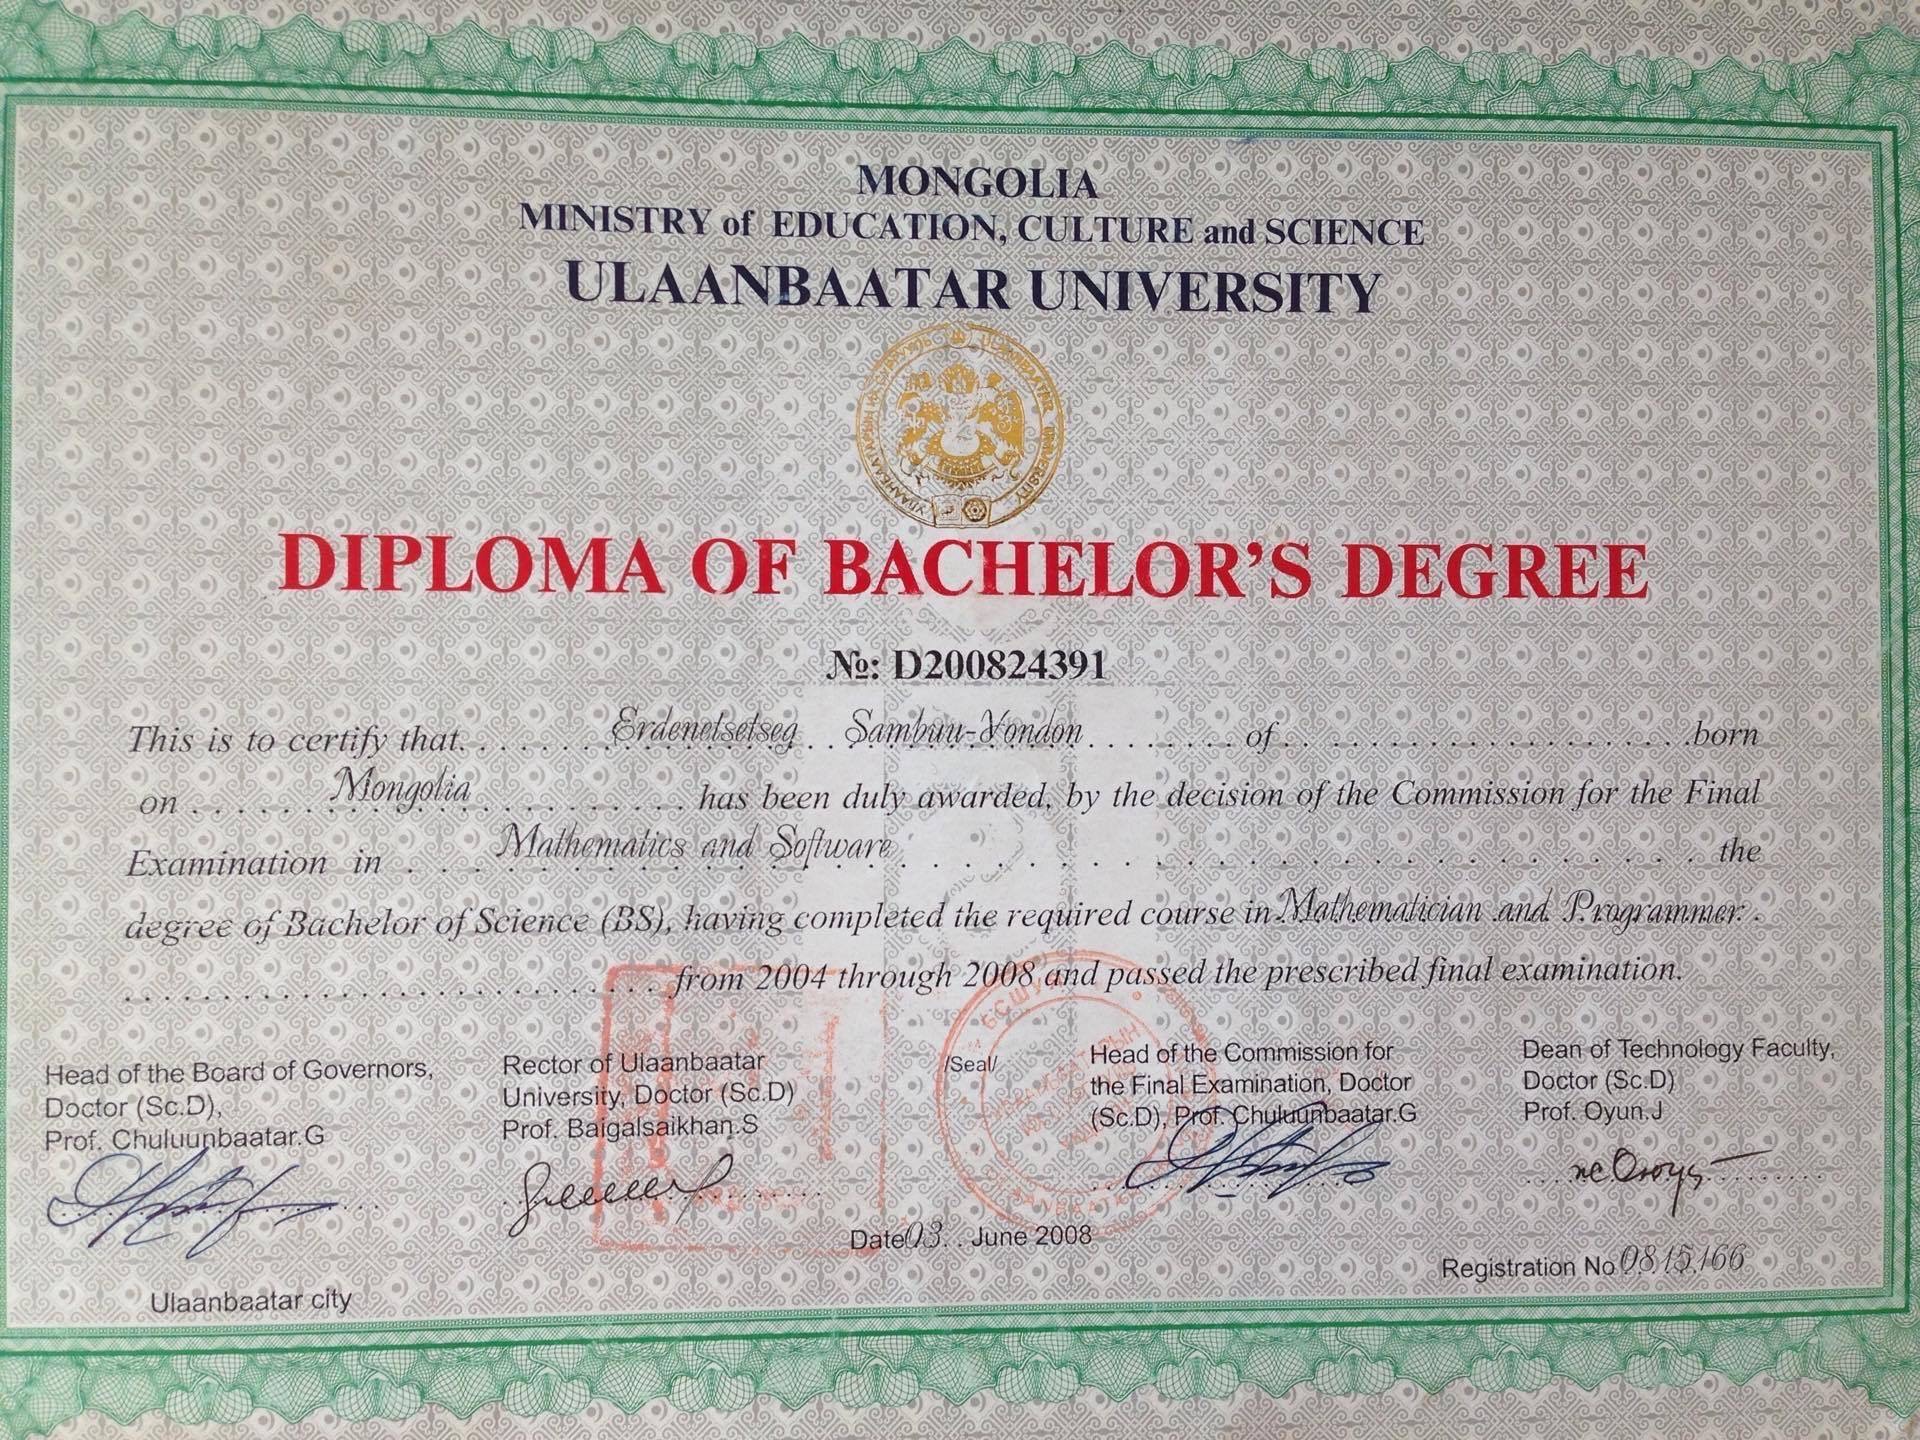 MONGOLIA
MINISTRY of EDUCATION, CULTURE and SCIENCE
ULAANBAATAR UNIVERSITY
УЛААНБААТАРЫН ИХ СУРГУУЛЬ ULAANBAATAR UNIVERSITY
DIPLOMA OF BACHELOR'S DEGREE
№: D200824391
This is to certify that. . . . . . Erdenetsetseg . . Sambuu-Yondon . . . . . . . . of. . . . . . . . . . . . . . . . . . .born
on . . . . . . Mongolia . . . . . . . . . has been duly awarded, by the decision of the Commission for the Final
Examination in . . . . Mathematics and Software . . . . . . . . . . . . . . . . . . . . . . . the
degree of Bachelor of Science (BS), having completed the required course in Mathematician and Programmer
. . . . . . . . . . . . . . . . . . . . . . . . . . . from 2004 through 2008 and passed the prescribed final examination.
Head of the Board of Governors,
Doctor (Sc.D),
Prof. Chuluunbaatar.G
Rector of Ulaanbaatar
University, Doctor (Sc.D)
Prof. Baigalsaikhan.S
/Seal/
Head of the Commission for
the Final Examination, Doctor
(Sc.D), Prof. Chuluunbaatar.G
Dean of Technology Faculty,
Doctor (Sc.D)
Prof. Oyun.J
Date 03. . June 2008
Registration No 0815166
Ulaanbaatar city